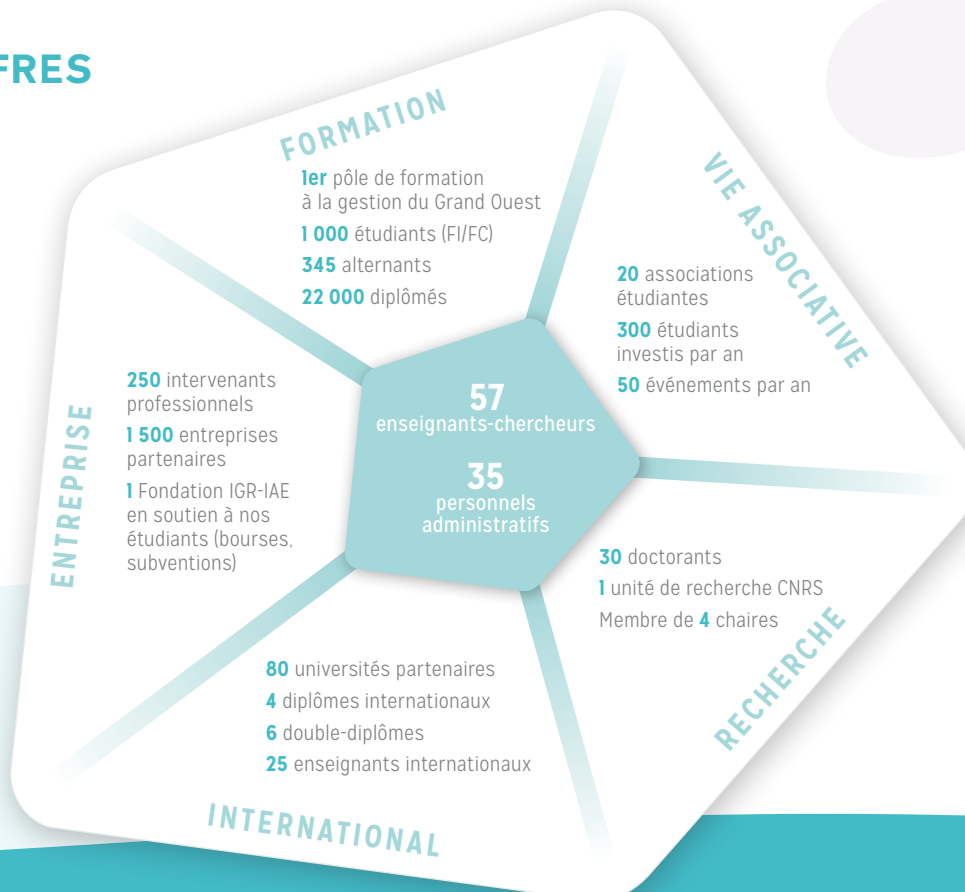 FRES
FORMATION
1er pôle de formation
à la gestion du Grand Ouest
1 000 étudiants (FI/FC)
345 alternants
22 000 diplômés
VIE ASSOCIATIVE
20 associations
étudiantes
300 étudiants
investis par an
50 événements par an
ENTREPRISE
250 intervenants
professionnels
1 500 entreprises
partenaires
1 Fondation IGR-IAE
en soutien à nos
étudiants (bourses,
subventions)
57
enseignants-chercheurs
35
personnels
administratifs
30 doctorants
1 unité de recherche CNRS
Membre de 4 chaires
RECHERCHE
80 universités partenaires
4 diplômes internationaux
6 double-diplômes
25 enseignants internationaux
INTERNATIONAL